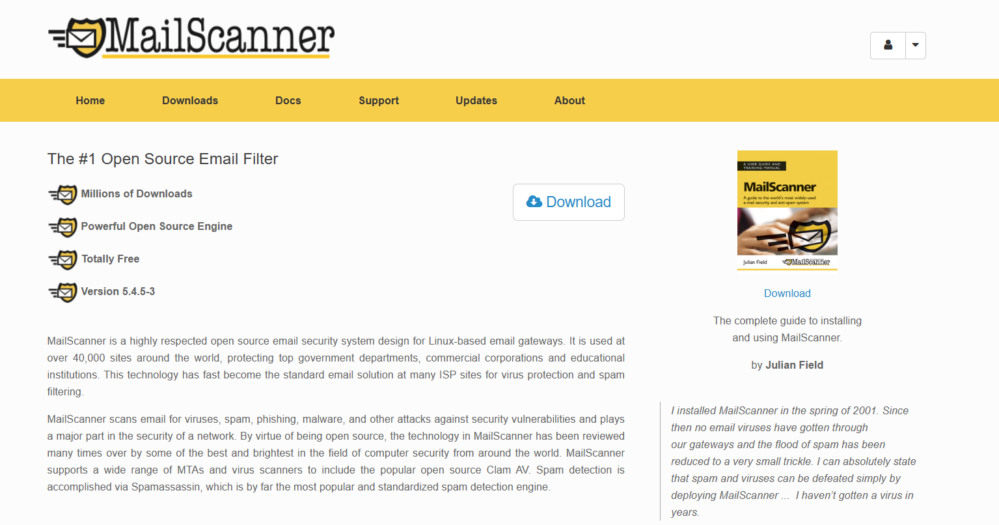 MailScanner
Home
Downloads
Docs
Support
Updates
About
The #1 Open Source Email Filter
Millions of Downloads
Powerful Open Source Engine
Totally Free
Version 5.4.5-3
Download
MailScanner is a highly respected open source email security system design for Linux-based email gateways. It is used at
over 40,000 sites around the world, protecting top government departments, commercial corporations and educational
institutions. This technology has fast become the standard email solution at many ISP sites for virus protection and spam
filtering.
MailScanner scans email for viruses, spam, phishing, malware, and other attacks against security vulnerabilities and plays
a major part in the security of a network. By virtue of being open source, the technology in MailScanner has been reviewed
many times over by some of the best and brightest in the field of computer security from around the world. MailScanner
supports a wide range of MTAs and virus scanners to include the popular open source Clam AV. Spam detection is
accomplished via Spamassassin, which is by far the most popular and standardized spam detection engine.
A USER GUIDE AND
TRAINING MANUAL
MailScanner
A guide to the world's most widely-used
e-mail security and anti-spam system
Julian Field
MailScanner
Download
The complete guide to installing
and using MailScanner.
by Julian Field
I installed MailScanner in the spring of 2001. Since
then no email viruses have gotten through
our gateways and the flood of spam has been
reduced to a very small trickle. I can absolutely state
that spam and viruses can be defeated simply by
deploying MailScanner ...  I haven’t gotten a virus in
years.